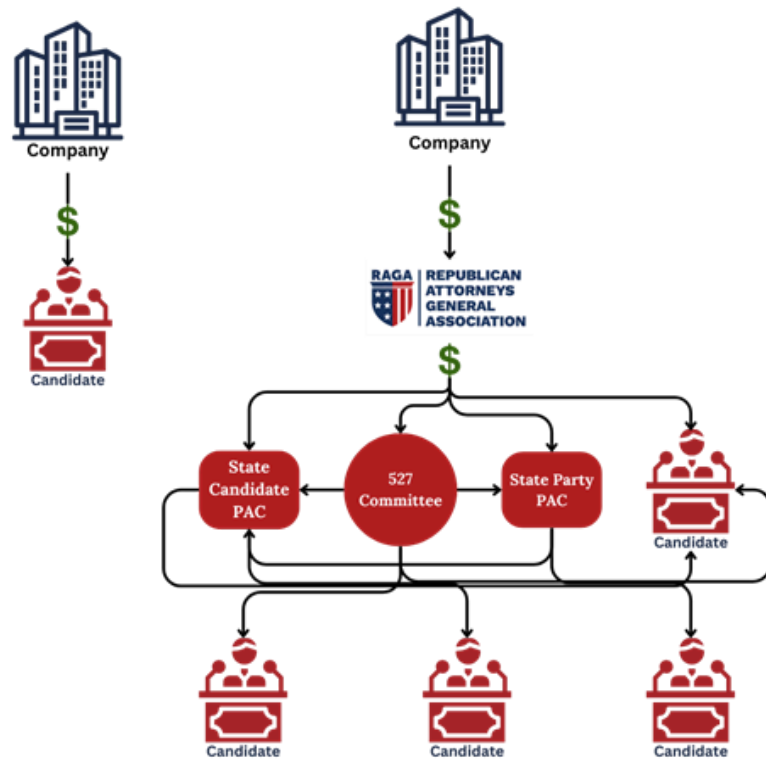 Company
$
Candidate
Company
$
RAGA
REPUBLICAN
ATTORNEYS
GENERAL
ASSOCIATION
$
State
Candidate
PAC
527
Committee
State Party
PAC
Candidate
Candidate
Candidate
Candidate